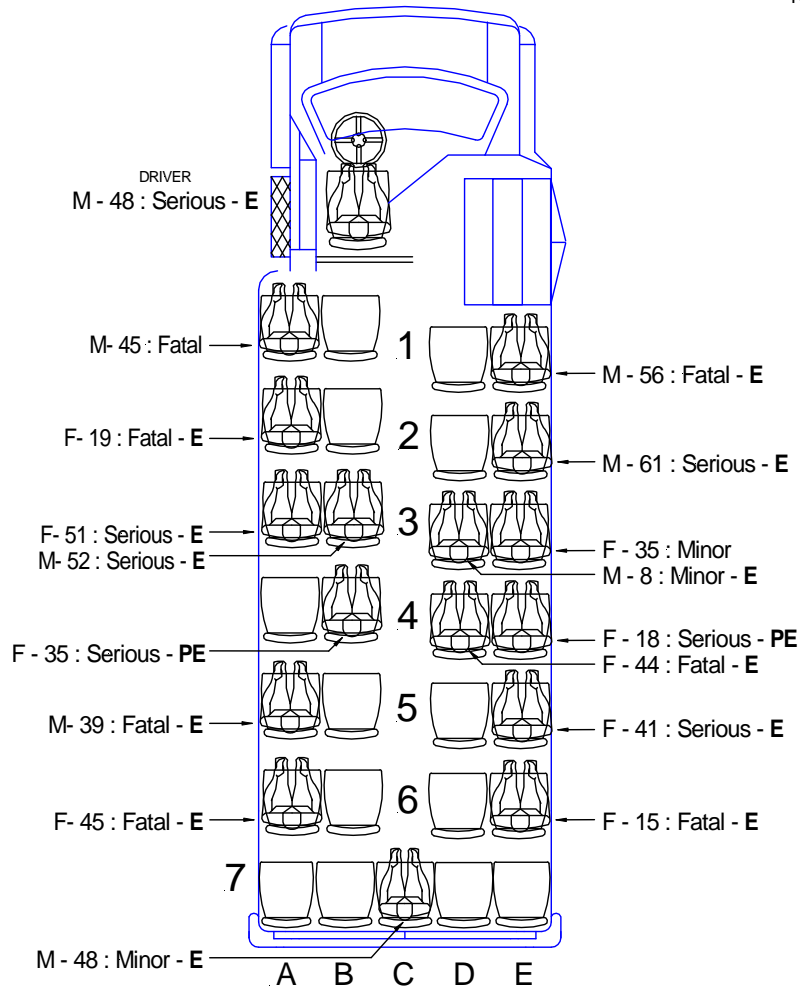 DRIVER
M - 48 : Serious - E
M- 45 : Fatal
1
M - 56 : Fatal - E
F- 19 : Fatal - E
2
M - 61 : Serious - E
F- 51 : Serious - E
M- 52 : Serious - E
3
F - 35 : Minor
M - 8 : Minor - E
F - 35 : Serious - PE
4
F - 18 : Serious - PE
F - 44 : Fatal - E
M- 39 : Fatal - E
5
F - 41 : Serious - E
F- 45 : Fatal - E
6
F - 15 : Fatal - E
7
M - 48 : Minor - E
A B C D E